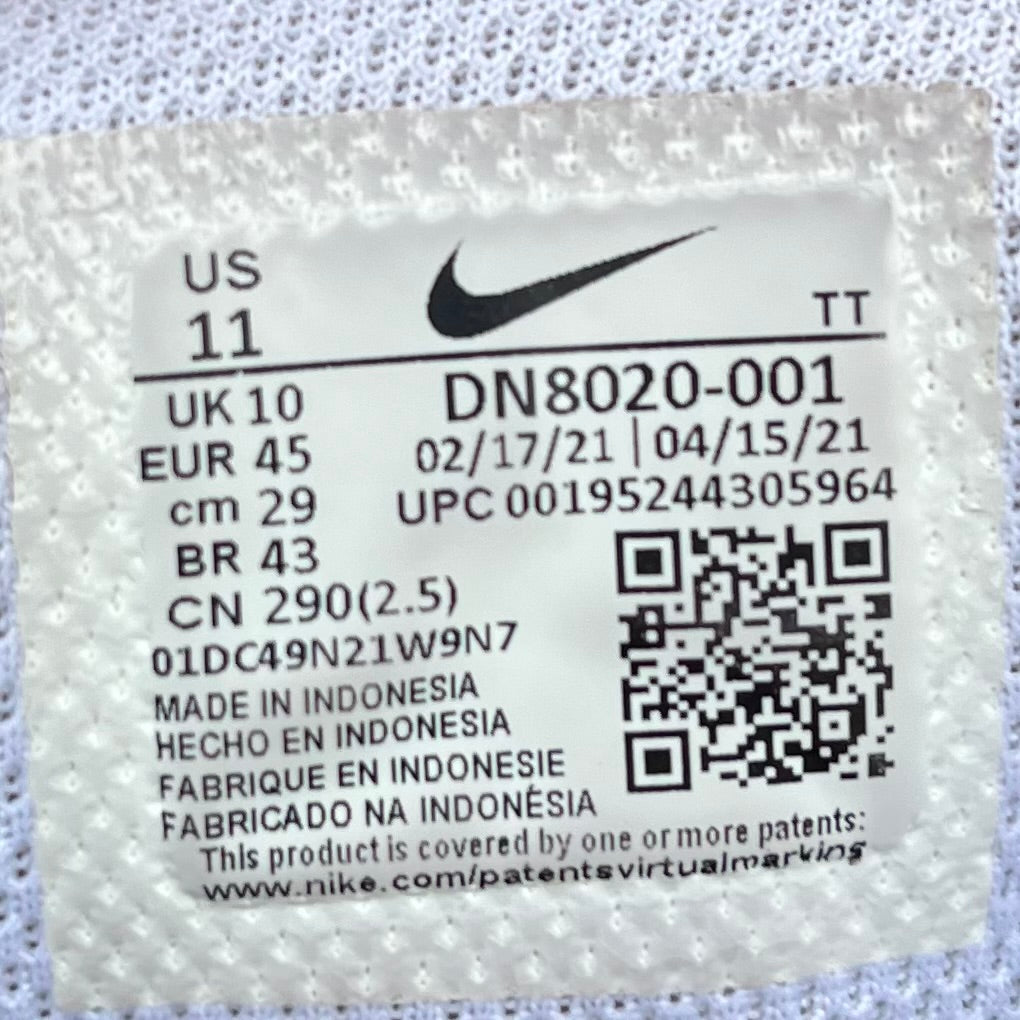 US
11
TT
UK 10
DN8020-001
EUR 45
02/17/21 | 04/15/21
cm 29
UPC 00195244305964
BR 43
CN 290(2.5)
01DC49N21W9N7
MADE IN INDONESIA
HECHO EN INDONESIA
FABRIQUE EN INDONESIE
FABRICADO NA INDONÉSIA
This product is covered by one or more patents:
www.nike.com/patentsvirtualmarking